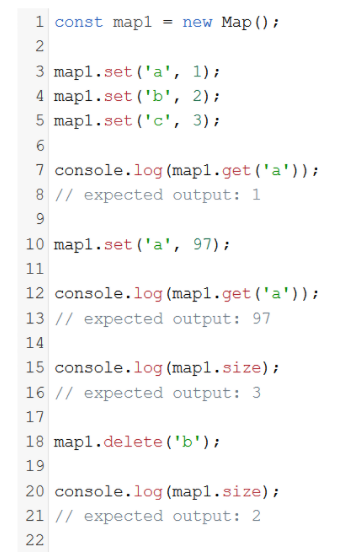 1 const map1 = new Map();
2
3 map1.set('a', 1);
4 map1.set('b', 2);
5 map1.set('c', 3);
6
7 console.log(map1.get('a'));
8 // expected output: 1
9
10 map1.set('a', 97);
11
12 console.log(map1.get('a'));
13 // expected output: 97
14
15 console.log(map1.size);
16 // expected output: 3
17
18 map1.delete('b');
19
20 console.log(map1.size);
21 // expected output: 2
22